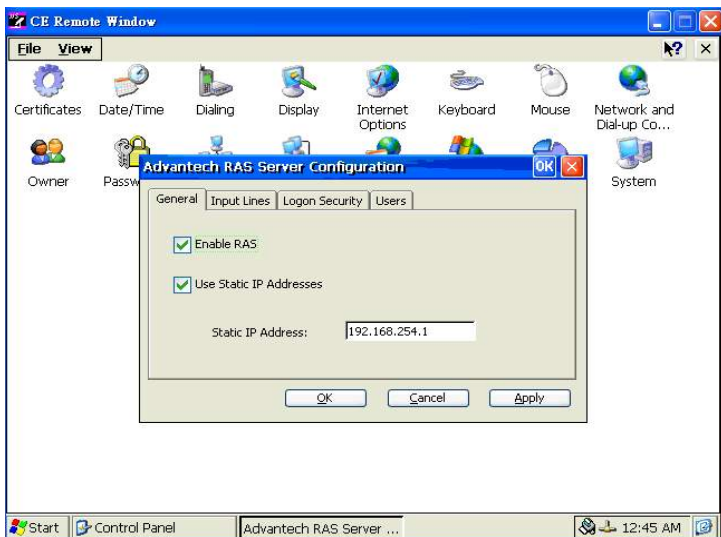 CE Remote Window
File View
Certificates Date/Time Dialing Display Internet Options Keyboard Mouse Network and Dial-up Co...
Owner Passw System
Advantech RAS Server Configuration OK
General Input Lines Logon Security Users
Enable RAS
Use Static IP Addresses
Static IP Address: 192.168.254.1
OK Cancel Apply
Start Control Panel Advantech RAS Server ... 12:45 AM